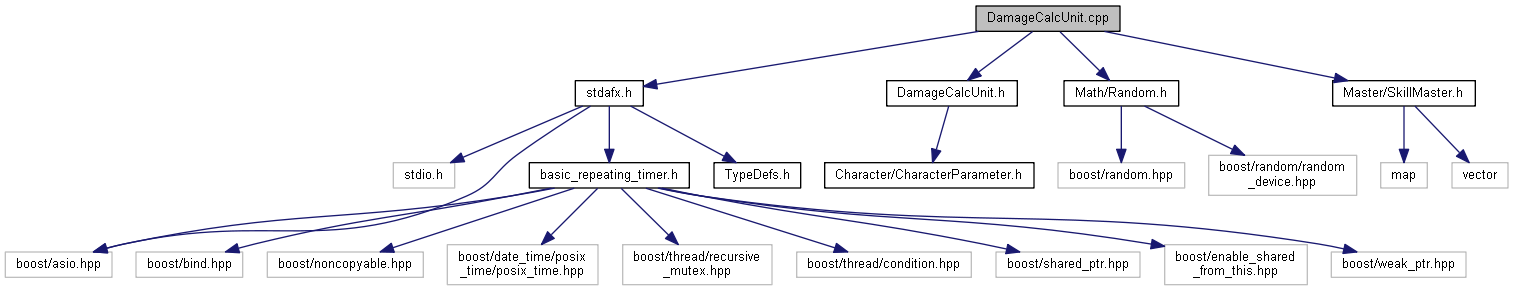 DamageCalcUnit.cpp
stdafx.h
DamageCalcUnit.h
Math/Random.h
Master/SkillMaster.h
stdio.h
basic_repeating_timer.h
TypeDefs.h
Character/CharacterParameter.h
boost/random.hpp
boost/random/random
_device.hpp
map
vector
boost/asio.hpp
boost/bind.hpp
boost/noncopyable.hpp
boost/date_time/posix
_time/posix_time.hpp
boost/thread/recursive
_mutex.hpp
boost/thread/condition.hpp
boost/shared_ptr.hpp
boost/enable_shared
_from_this.hpp
boost/weak_ptr.hpp